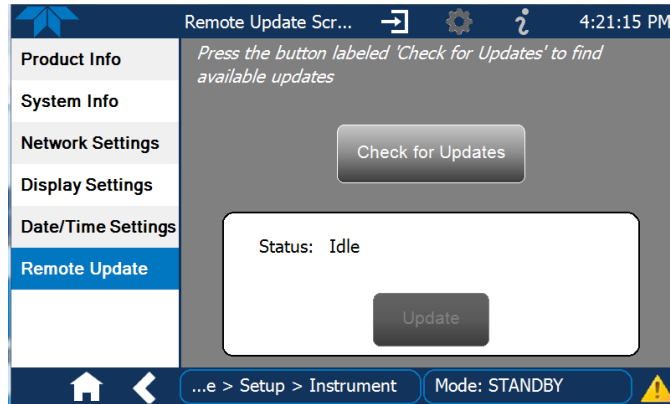 Remote Update Scr... 4:21:15 PM
Product Info
System Info
Network Settings
Display Settings
Date/Time Settings
Remote Update
Press the button labeled 'Check for Updates' to find
available updates
Check for Updates
Status: Idle
Update
...e > Setup > Instrument
Mode: STANDBY